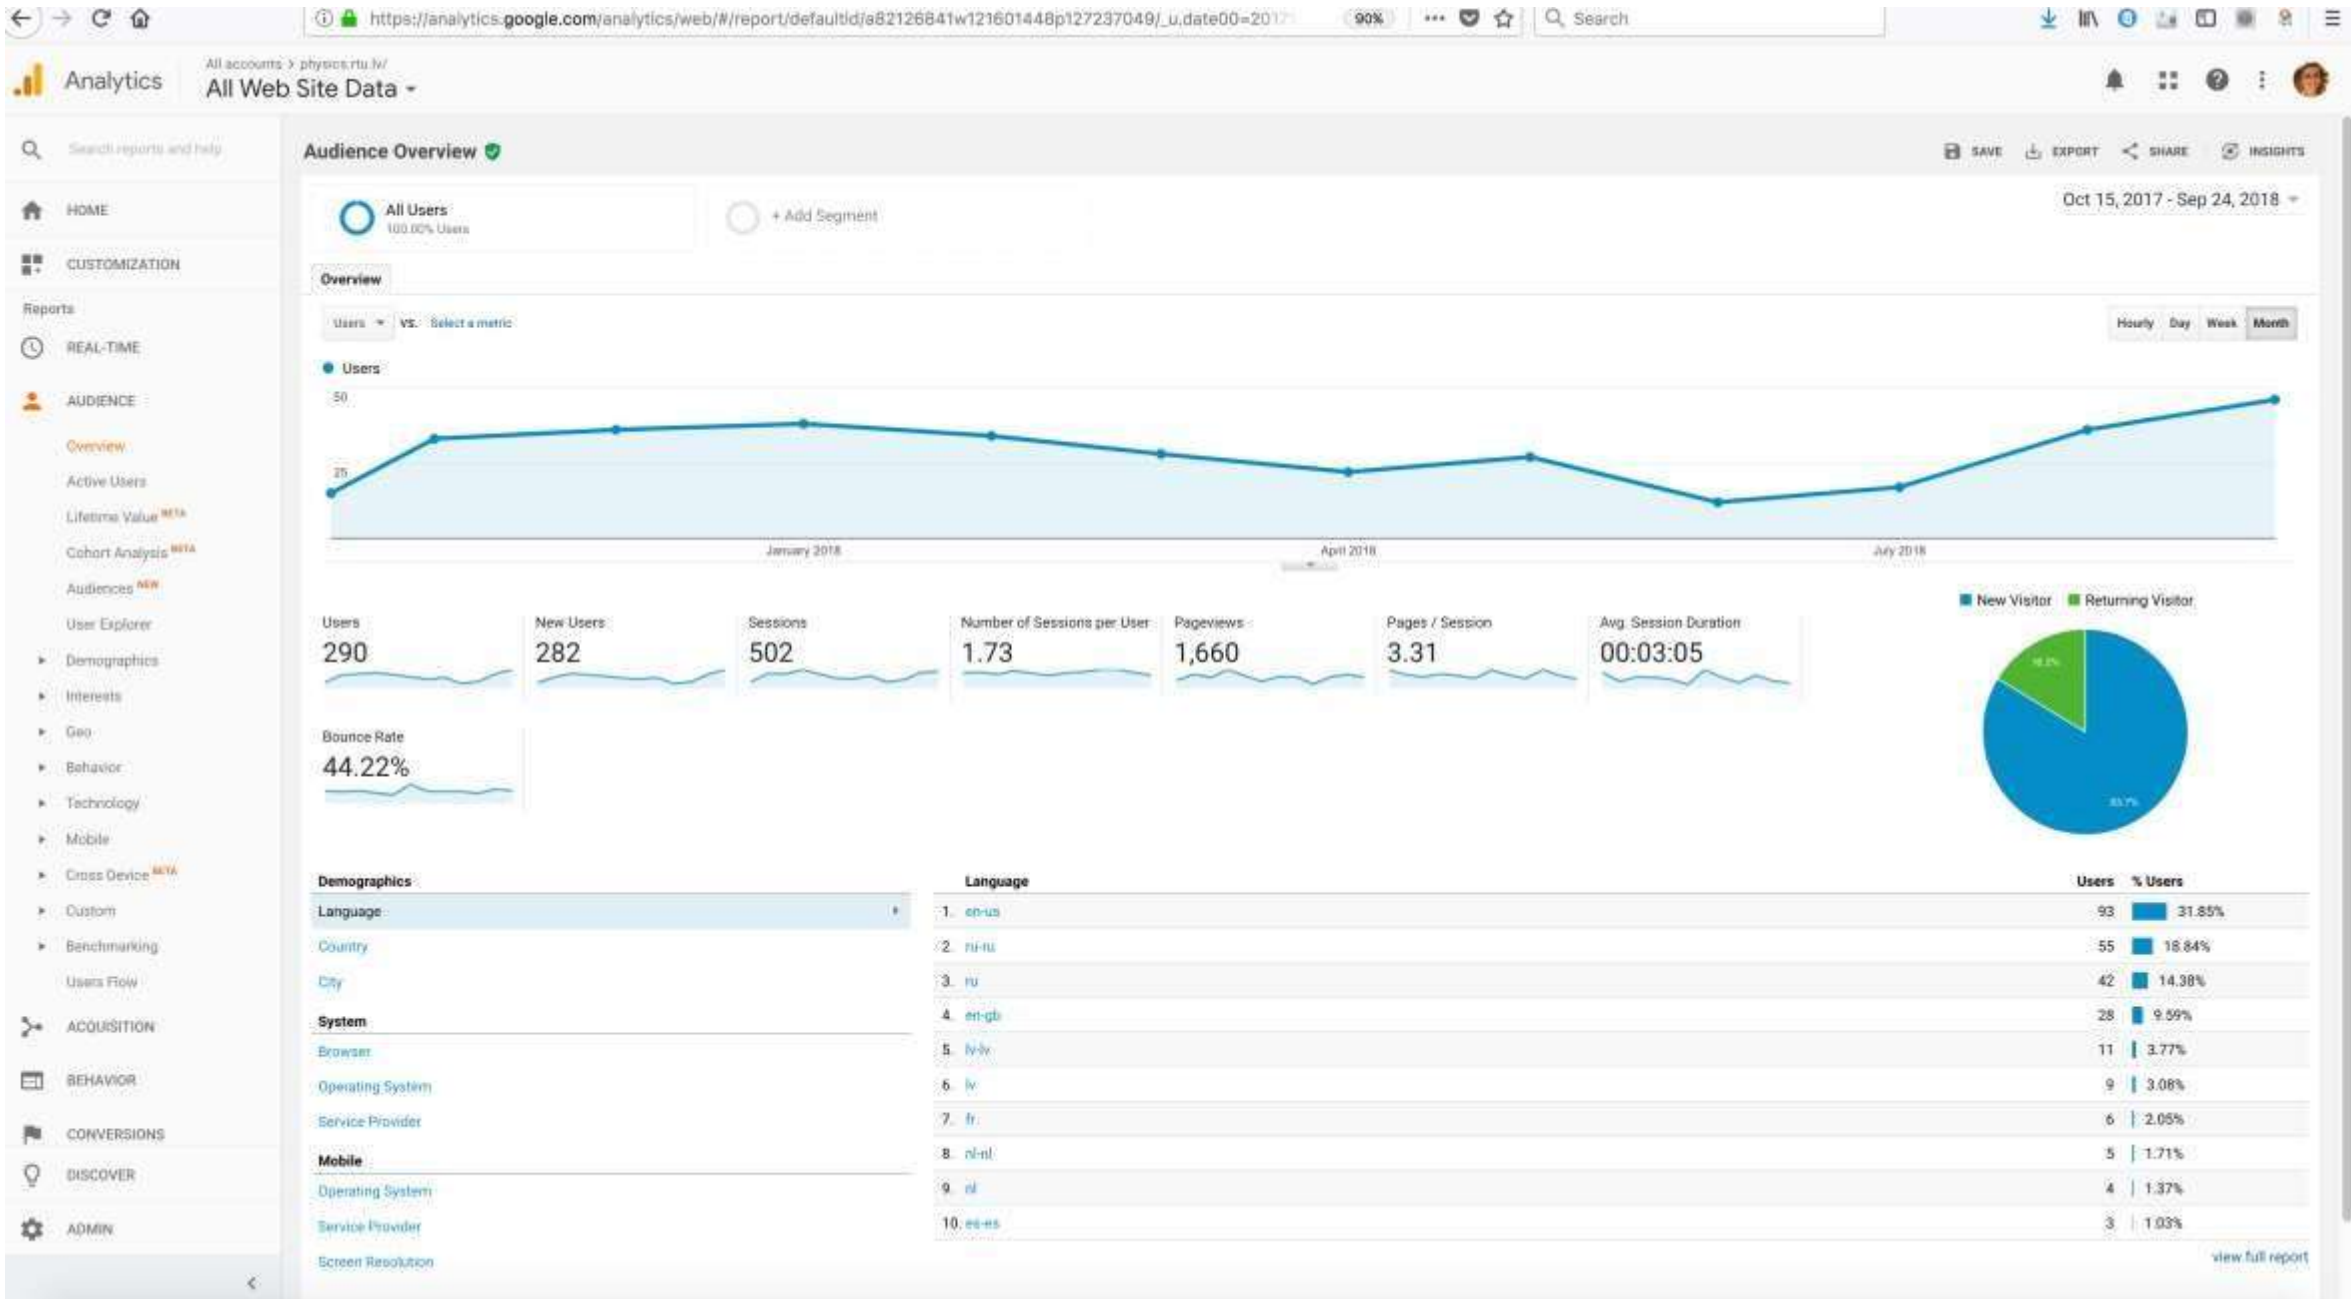 https://analytics.google.com/analytics/web/#/report/defaultid/a82126841w121601448p127237049/_u.date00=2017
90%
Search
Analytics
All accounts > physics.rtu.lv/
All Web Site Data
Search reports and help
HOME
CUSTOMIZATION
Reports
REAL-TIME
AUDIENCE
Overview
Active Users
Lifetime Value BETA
Cohort Analysis BETA
Audiences NEW
User Explorer
Demographics
Interests
Geo
Behavior
Technology
Mobile
Cross Device BETA
Custom
Benchmarking
Users Flow
ACQUISITION
BEHAVIOR
CONVERSIONS
DISCOVER
ADMIN
Audience Overview
SAVE EXPORT SHARE INSIGHTS
All Users
100.00% Users
+ Add Segment
Oct 15, 2017 - Sep 24, 2018
Overview
Users VS. Select a metric
Hourly Day Week Month
Users
50
25
January 2018 April 2018 July 2018
New Visitor Returning Visitor
Users
290
New Users
282
Sessions
502
Number of Sessions per User
1.73
Pageviews
1,660
Pages / Session
3.31
Avg. Session Duration
00:03:05
Bounce Rate
44.22%
Demographics
Language
Country
City
System
Browser
Operating System
Service Provider
Mobile
Operating System
Service Provider
Screen Resolution
Language Users % Users
1. en-us 93 31.85%
2. ru-ru 55 18.84%
3. ru 42 14.38%
4. en-gb 28 9.59%
5. lv-lv 11 3.77%
6. lv 9 3.08%
7. fr 6 2.05%
8. nl-nl 5 1.71%
9. nl 4 1.37%
10. es-es 3 1.03%
view full report